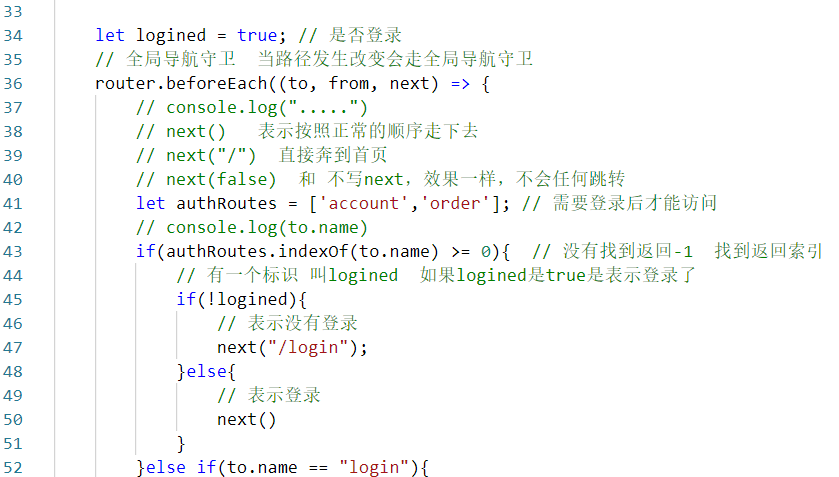 33
34 let logined = true; // 是否登录
35 // 全局导航守卫  当路径发生改变会走全局导航守卫
36 router.beforeEach((to, from, next) => {
37 // console.log(".....")
38 // next()   表示按照正常的顺序走下去
39 // next("/")  直接奔到首页
40 // next(false)  和 不写next，效果一样，不会任何跳转
41 let authRoutes = ['account','order']; // 需要登录后才能访问
42 // console.log(to.name)
43 if(authRoutes.indexOf(to.name) >= 0){  // 没有找到返回-1  找到返回索引
44 // 有一个标识 叫logined  如果logined是true是表示登录了
45 if(!logined){
46 // 表示没有登录
47 next("/login");
48 }else{
49 // 表示登录
50 next()
51 }
52 }else if(to.name == "login"){